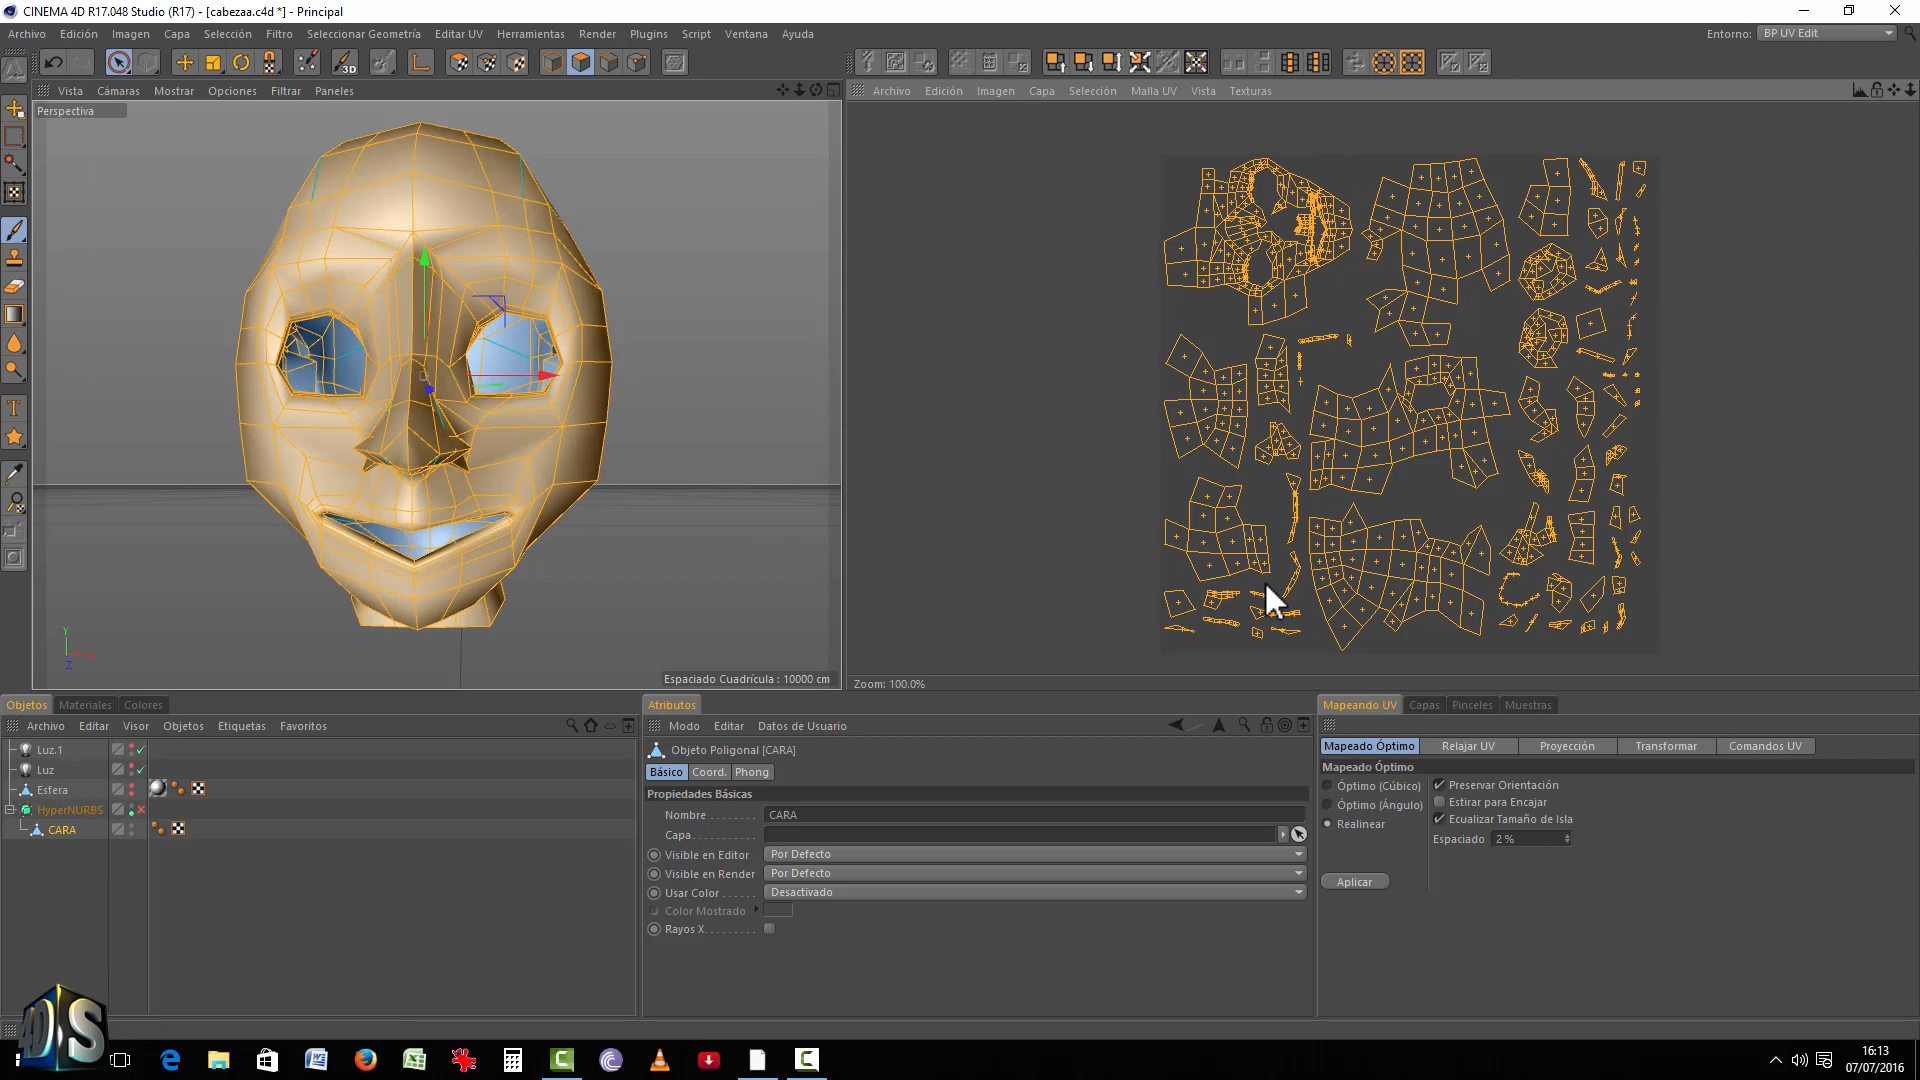 CINEMA 4D R17.048 Studio (R17) - [cabezaa.c4d *] - Principal
Archivo Edición Imagen Capa Selección Filtro Seleccionar Geometría Editar UV Herramientas Render Plugins Script Ventana Ayuda
Entorno: BP UV Edit
3D
Vista Cámaras Mostrar Opciones Filtrar Paneles
Archivo Edición Imagen Capa Selección Malla UV Vista Texturas
Perspectiva
Y
X
Z
Espaciado Cuadrícula : 10000 cm
Zoom: 100.0%
Objetos Materiales Colores
Archivo Editar Visor Objetos Etiquetas Favoritos
Luz.1
Luz
Esfera
HyperNURBS
CARA
Atributos
Modo Editar Datos de Usuario
Objeto Poligonal [CARA]
Básico Coord. Phong
Propiedades Básicas
Nombre . . . . . . . . CARA
Capa. . . . . . . . . . .
Visible en Editor Por Defecto
Visible en Render Por Defecto
Usar Color . . . . . . Desactivado
Color Mostrado
Rayos X. . . . . . . . .
Mapeando UV Capas Pinceles Muestras
Mapeado Óptimo Relajar UV Proyección Transformar Comandos UV
Mapeado Óptimo
Óptimo (Cúbico) Preservar Orientación
Óptimo (Ángulo) Estirar para Encajar
Realinear Ecualizar Tamaño de Isla
Espaciado 2 %
Aplicar
4DS
16:13
07/07/2016